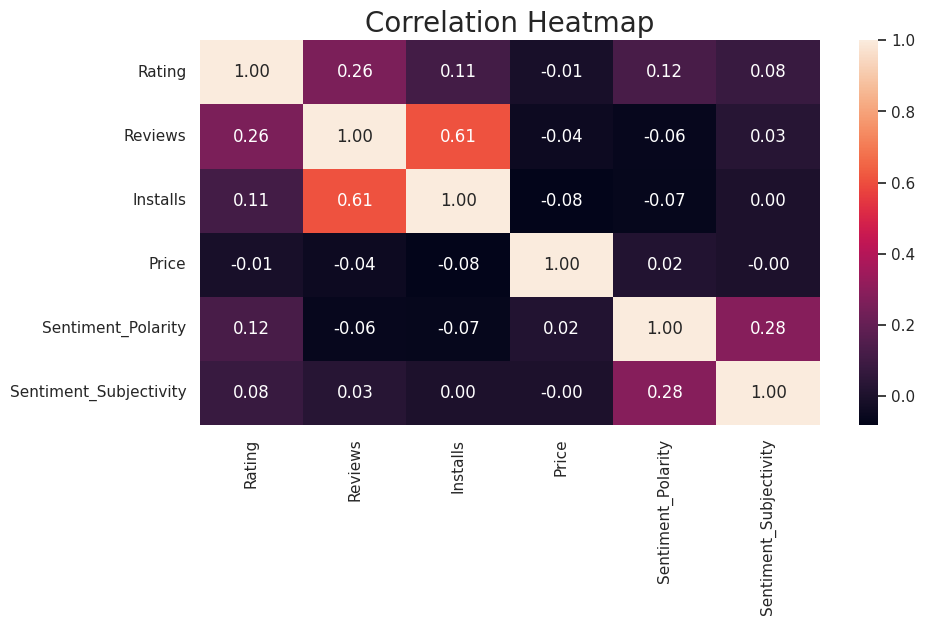 Correlation Heatmap
Rating 1.00 0.26 0.11 -0.01 0.12 0.08
Reviews 0.26 1.00 0.61 -0.04 -0.06 0.03
Installs 0.11 0.61 1.00 -0.08 -0.07 0.00
Price -0.01 -0.04 -0.08 1.00 0.02 -0.00
Sentiment_Polarity 0.12 -0.06 -0.07 0.02 1.00 0.28
Sentiment_Subjectivity 0.08 0.03 0.00 -0.00 0.28 1.00
Rating
Reviews
Installs
Price
Sentiment_Polarity
Sentiment_Subjectivity
1.0
0.8
0.6
0.4
0.2
0.0